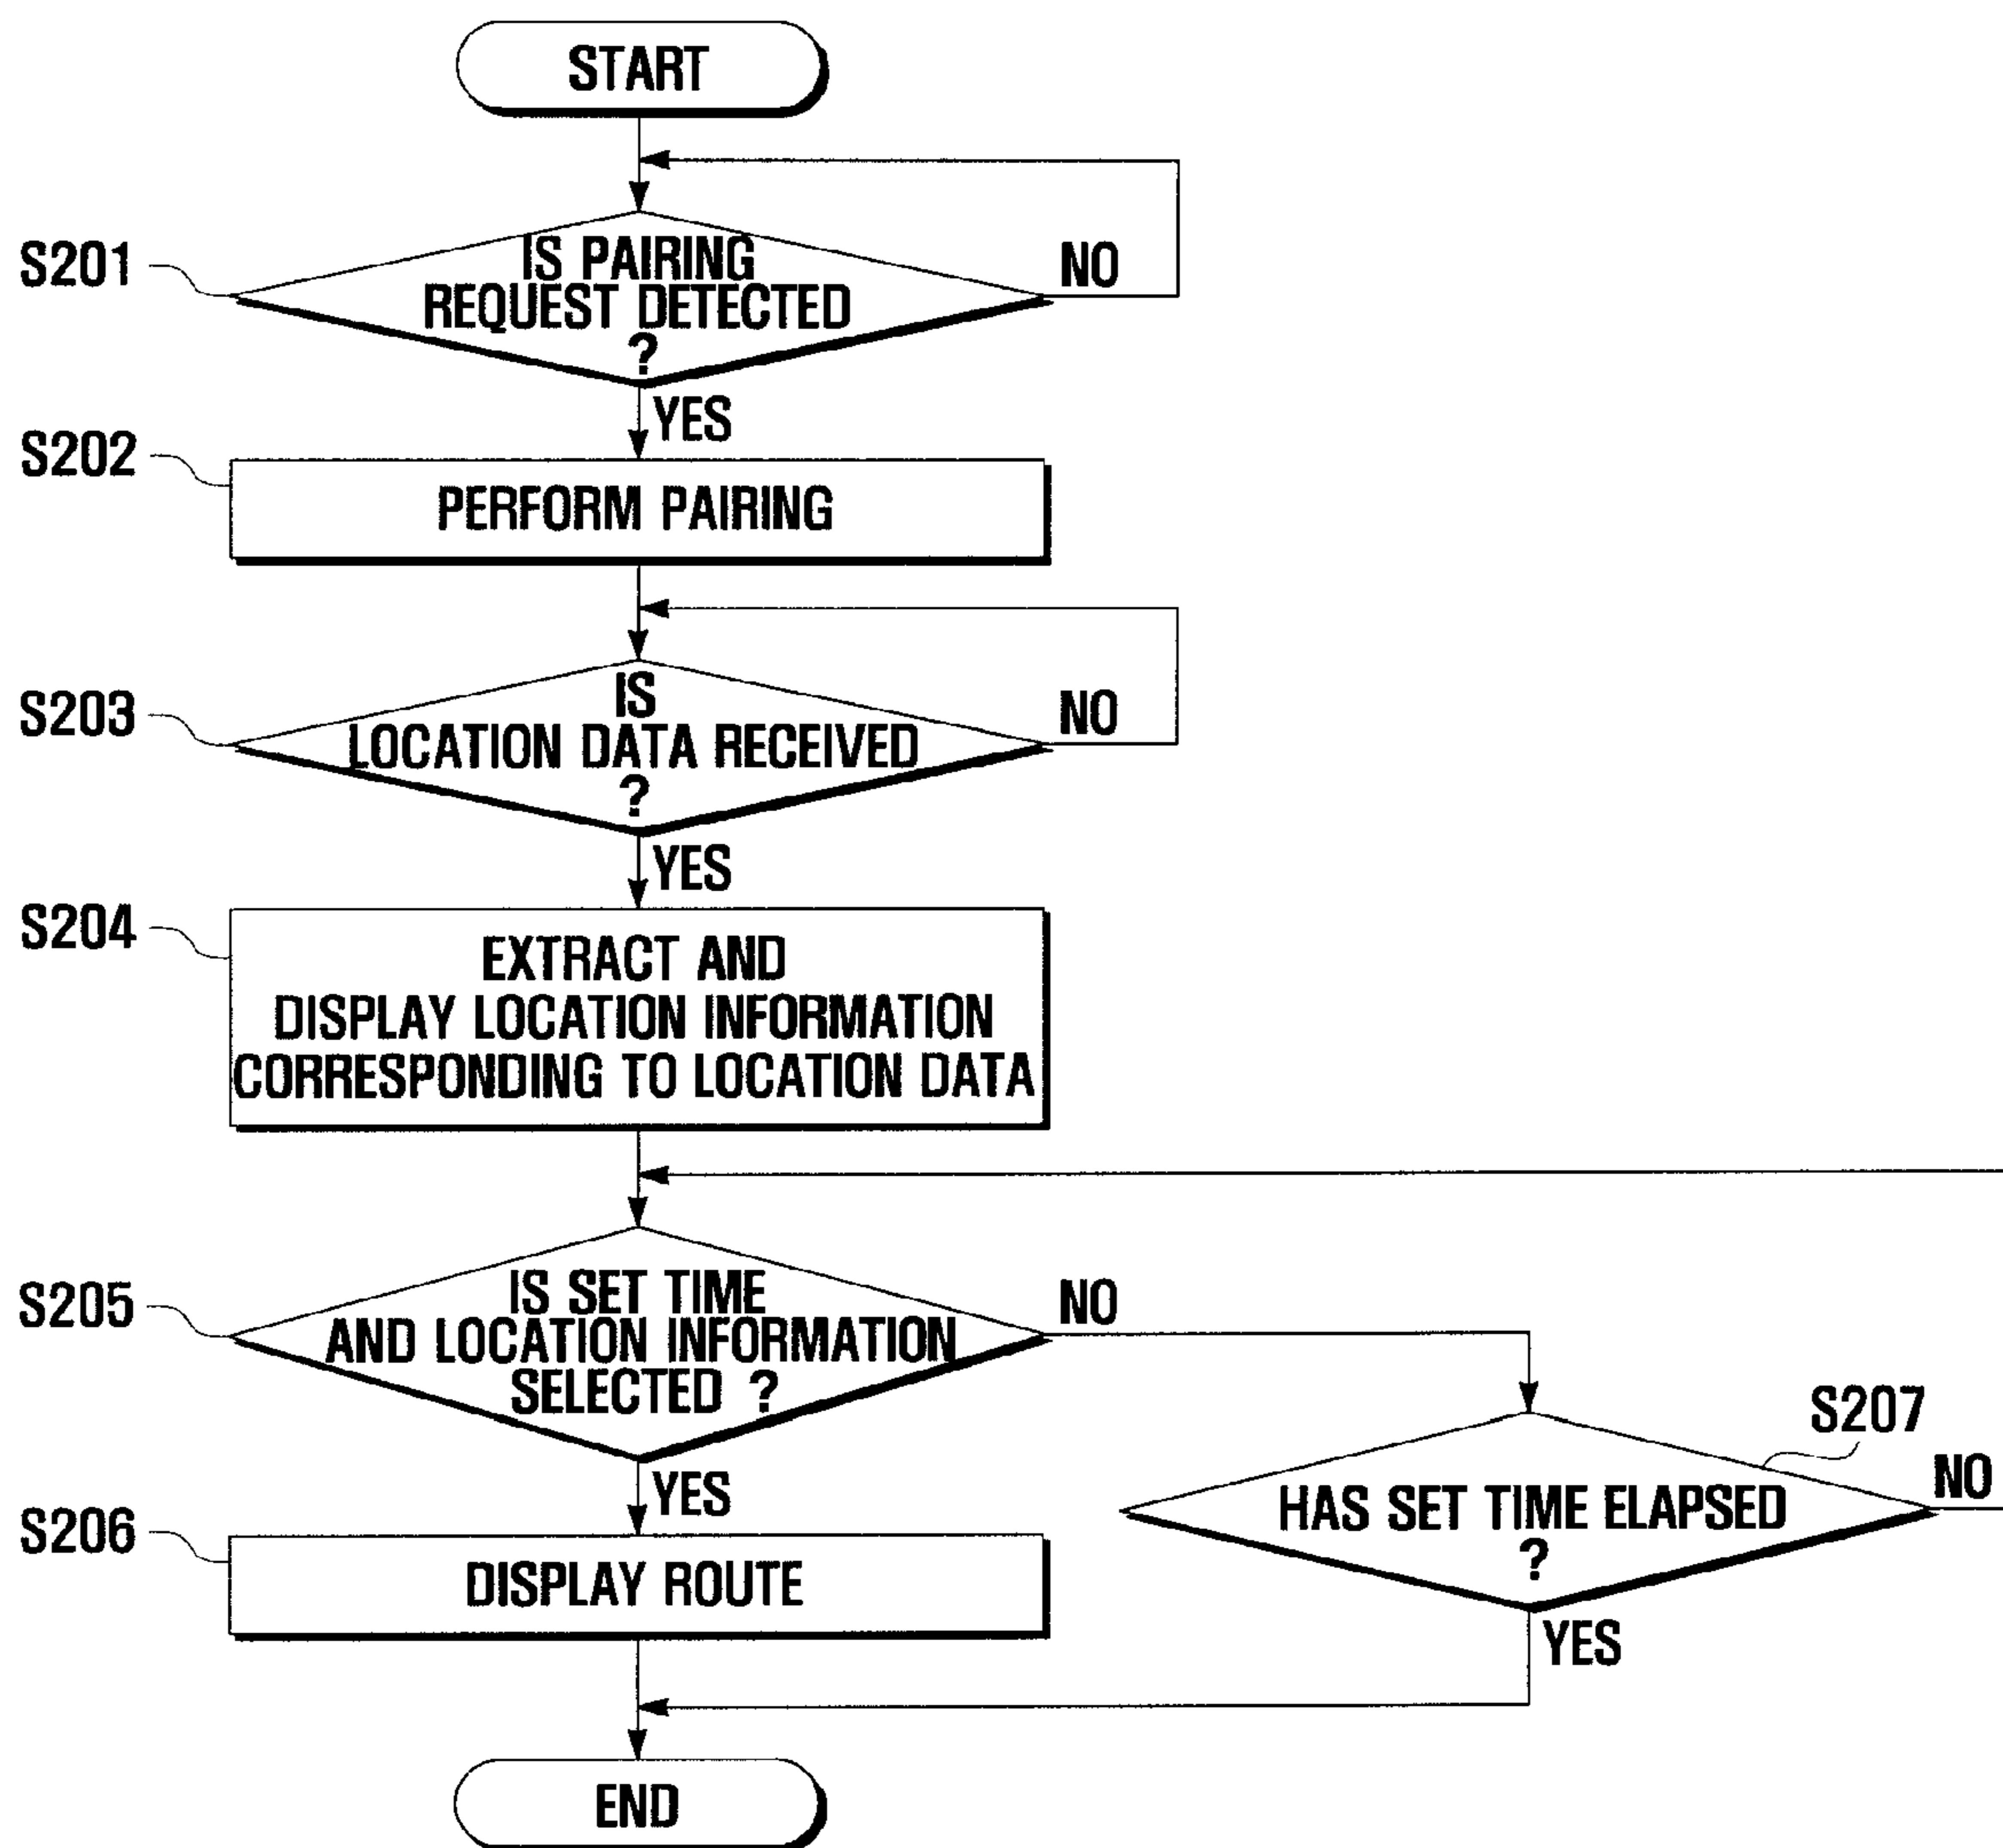 START
S201
IS PAIRING
REQUEST DETECTED
?
NO
YES
S202
PERFORM PAIRING
S203
IS
LOCATION DATA RECEIVED
?
NO
YES
S204
EXTRACT AND
DISPLAY LOCATION INFORMATION
CORRESPONDING TO LOCATION DATA
S205
IS SET TIME
AND LOCATION INFORMATION
SELECTED ?
NO
YES
S207
HAS SET TIME ELAPSED
?
NO
YES
S206
DISPLAY ROUTE
END